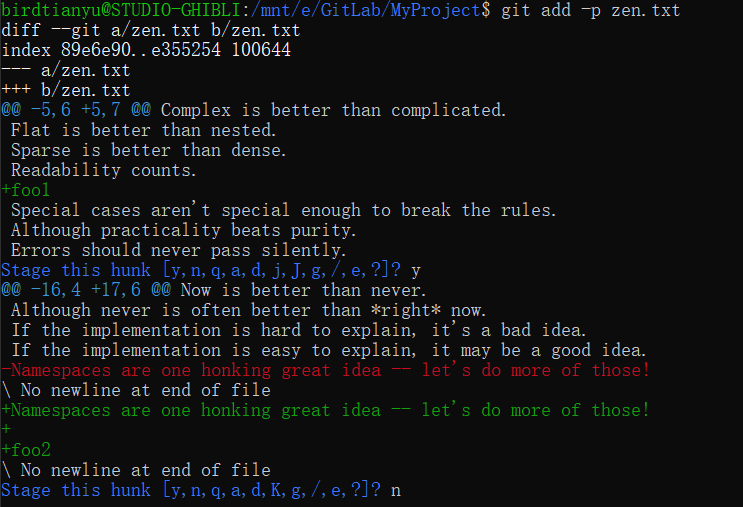 birdtianyu@STUDIO-GHIBLI:/mnt/e/GitLab/MyProject$ git add -p zen.txt
diff --git a/zen.txt b/zen.txt
index 89e6e90..e355254 100644
--- a/zen.txt
+++ b/zen.txt
@@ -5,6 +5,7 @@ Complex is better than complicated.
 Flat is better than nested.
 Sparse is better than dense.
 Readability counts.
+foo1
 Special cases aren't special enough to break the rules.
 Although practicality beats purity.
 Errors should never pass silently.
Stage this hunk [y,n,q,a,d,j,J,g,/,e,?]? y
@@ -16,4 +17,6 @@ Now is better than never.
 Although never is often better than *right* now.
 If the implementation is hard to explain, it's a bad idea.
 If the implementation is easy to explain, it may be a good idea.
-Namespaces are one honking great idea -- let's do more of those!
\ No newline at end of file
+Namespaces are one honking great idea -- let's do more of those!
+
+foo2
\ No newline at end of file
Stage this hunk [y,n,q,a,d,K,g,/,e,?]? n